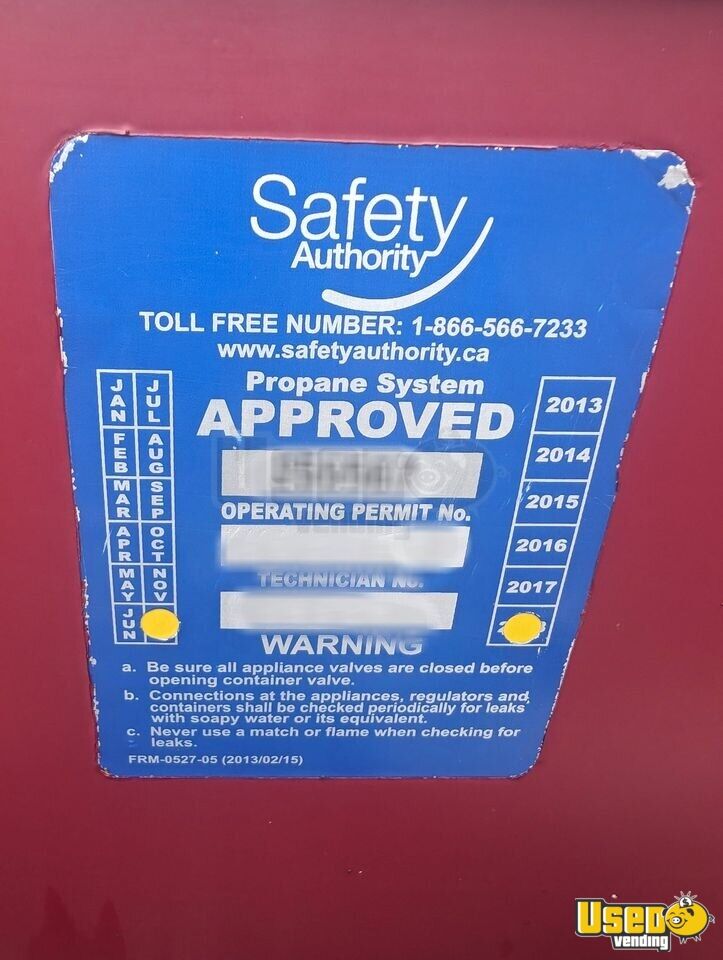 Safety
Authority
TOLL FREE NUMBER: 1-866-566-7233
www.safetyauthority.ca
Propane System
APPROVED
JAN JUL
FEB AUG
MAR SEP
APR OCT
MAY NOV
JUN
2013
2014
2015
2016
2017
OPERATING PERMIT No.
TECHNICIAN No.
WARNING
a. Be sure all appliance valves are closed before
opening container valve.
b. Connections at the appliances, regulators and
containers shall be checked periodically for leaks
with soapy water or its equivalent.
c. Never use a match or flame when checking for
leaks.
FRM-0527-05 (2013/02/15)
USED
vending